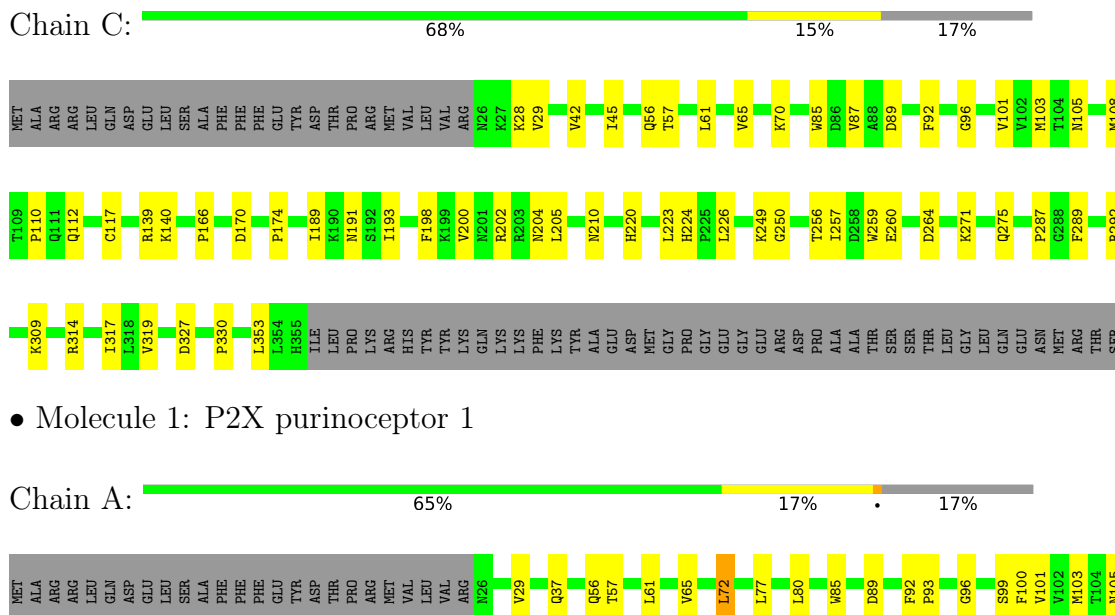 Chain C: 68% 15% 17%
MET ALA ARG ARG LEU GLN ASP GLU LEU SER ALA PHE PHE PHE GLU TYR ASP THR PRO ARG MET VAL LEU VAL ARG N26 K27 K28 V29 V42 I45 Q56 T57 L61 V65 K70 W85 D86 V87 A88 D89 F92 G96 V101 V102 M103 T104 N105
T109 P110 Q111 Q112 C117 R139 K140 P166 D170 P174 I189 K190 N191 S192 I193 F198 K199 V200 N201 R202 R203 N204 L205 N210 H220 L223 H224 P225 L226 K249 G250 T256 I257 D258 W259 E260 D264 K271 Q275 P287 G288 F289
K309 R314 I317 L318 V319 D327 P330 L353 L354 H355 ILE LEU PRO LYS ARG HIS TYR TYR LYS GLN LYS LYS PHE LYS TYR ALA GLU ASP MET GLY PRO GLY GLU GLY GLU ARG ASP PRO ALA ALA THR SER SER THR LEU GLY LEU GLN GLU ASN MET ARG THR SER
• Molecule 1: P2X purinoceptor 1
Chain A: 65% 17% • 17%
MET ALA ARG ARG LEU GLN ASP GLU LEU SER ALA PHE PHE PHE GLU TYR ASP THR PRO ARG MET VAL LEU VAL ARG N26 V29 Q37 Q56 T57 L61 V65 L72 L77 L80 W85 D89 F92 P93 G96 S99 F100 V101 V102 M103 T104 N105